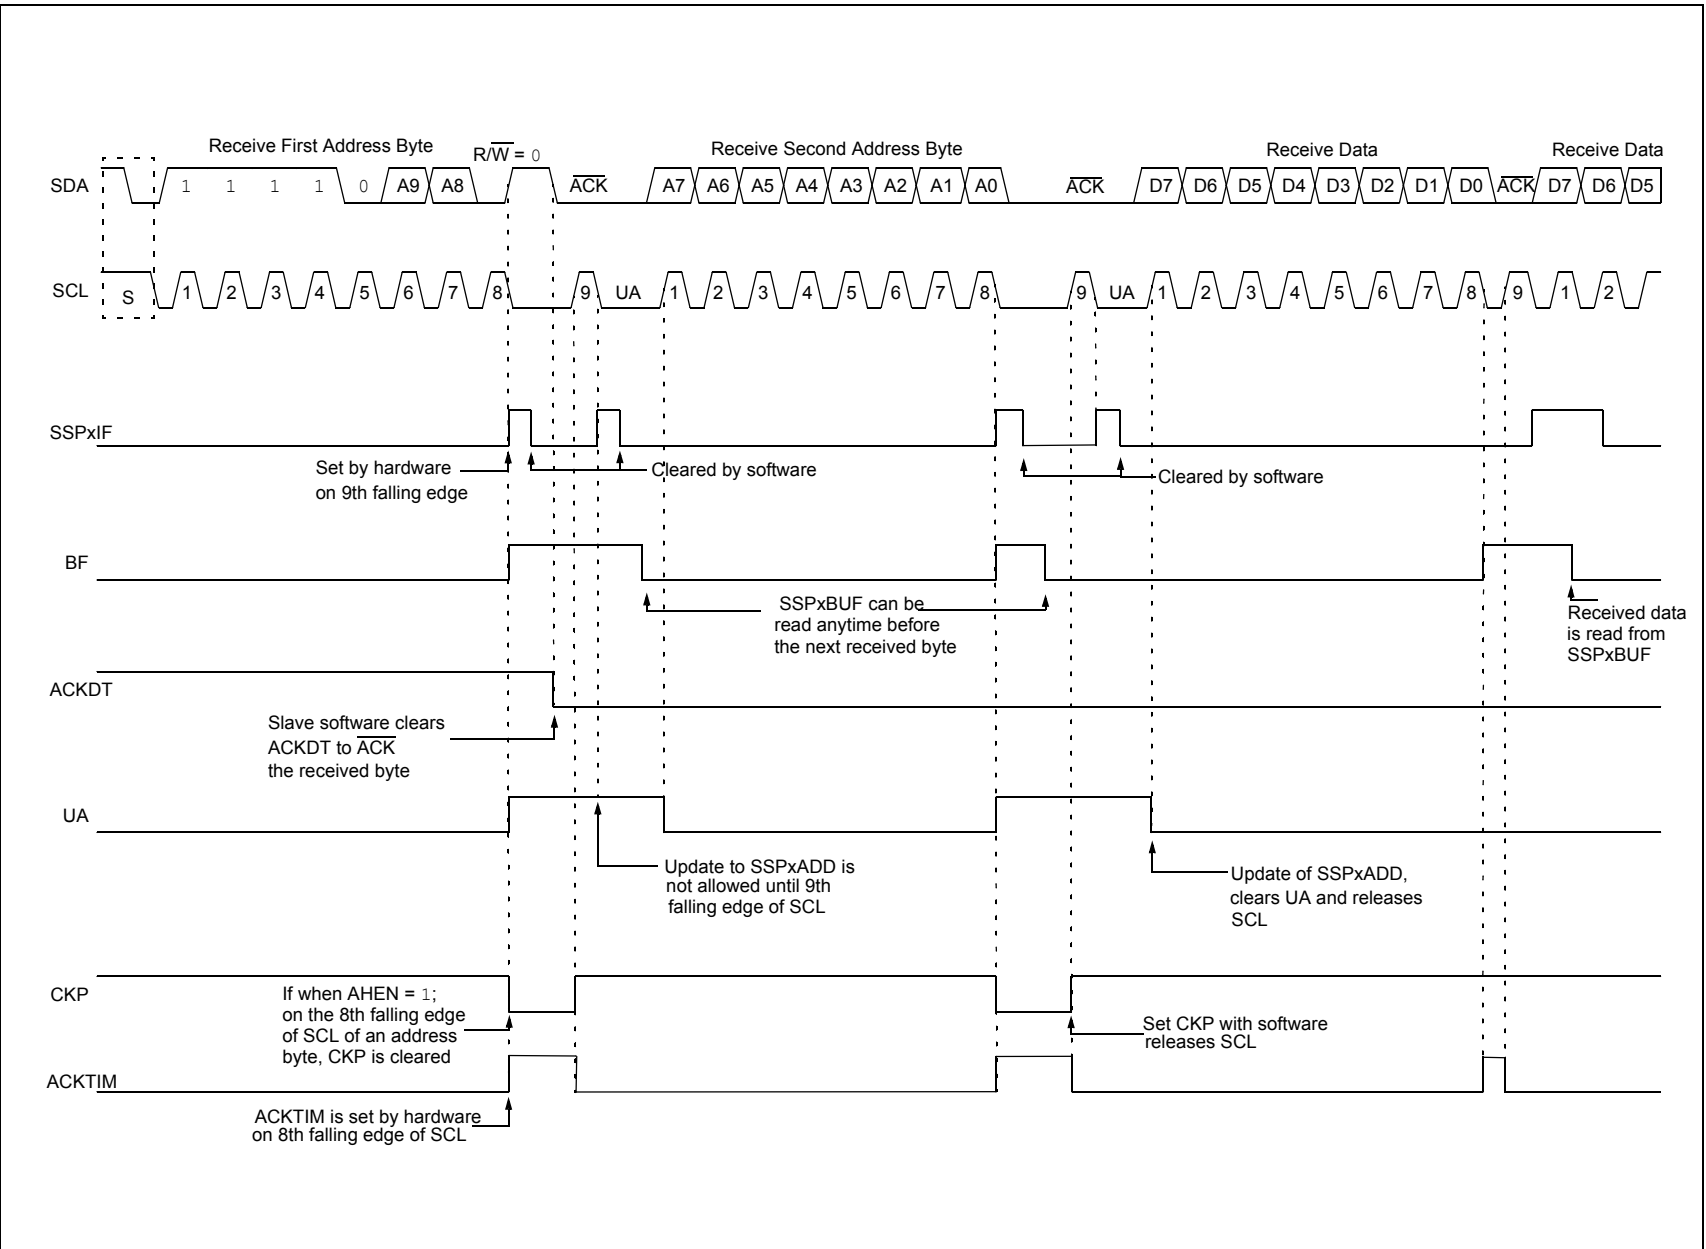 Receive First Address Byte
R/W = 0
Receive Second Address Byte
Receive Data
Receive Data
SDA
1 1 1 1 0 A9 A8
ACK
A7 A6 A5 A4 A3 A2 A1 A0
ACK
D7 D6 D5 D4 D3 D2 D1 D0
ACK
D7 D6 D5
SCL
S
1 2 3 4 5 6 7 8 9 UA 1 2 3 4 5 6 7 8 9 UA 1 2 3 4 5 6 7 8 9 1 2
SSPxIF
Set by hardware
on 9th falling edge
Cleared by software
Cleared by software
BF
SSPxBUF can be
read anytime before
the next received byte
Received data
is read from
SSPxBUF
ACKDT
Slave software clears
ACKDT to ACK
the received byte
UA
Update to SSPxADD is
not allowed until 9th
falling edge of SCL
Update of SSPxADD,
clears UA and releases
SCL
CKP
If when AHEN = 1;
on the 8th falling edge
of SCL of an address
byte, CKP is cleared
Set CKP with software
releases SCL
ACKTIM
ACKTIM is set by hardware
on 8th falling edge of SCL